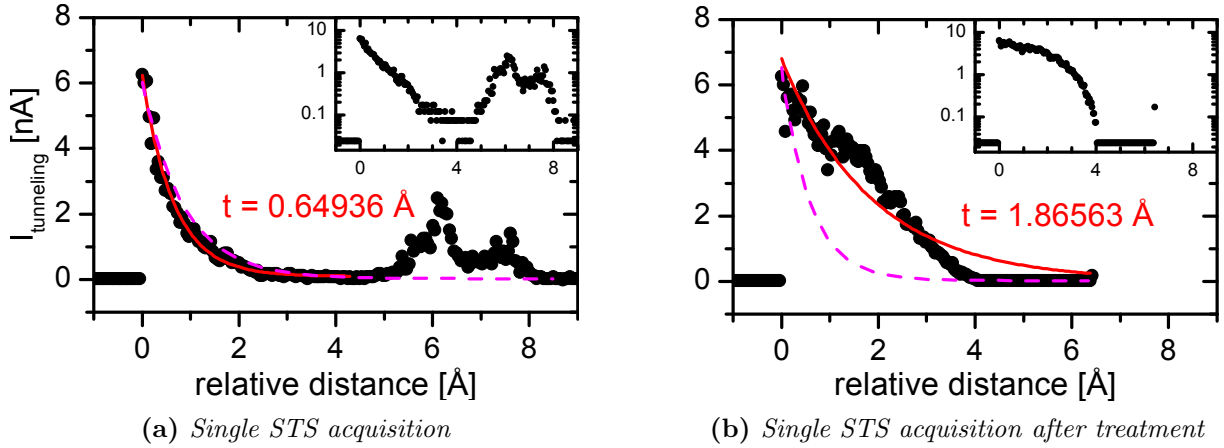 8
6
4
2
0
I_tunneling [nA]
10
1
0.1
0 4 8
t = 0.64936 Å
0 2 4 6 8
relative distance [Å]
(a) Single STS acquisition
8
6
4
2
0
10
1
0.1
0 2 4 6 8
t = 1.86563 Å
0 2 4 6 8
relative distance [Å]
(b) Single STS acquisition after treatment